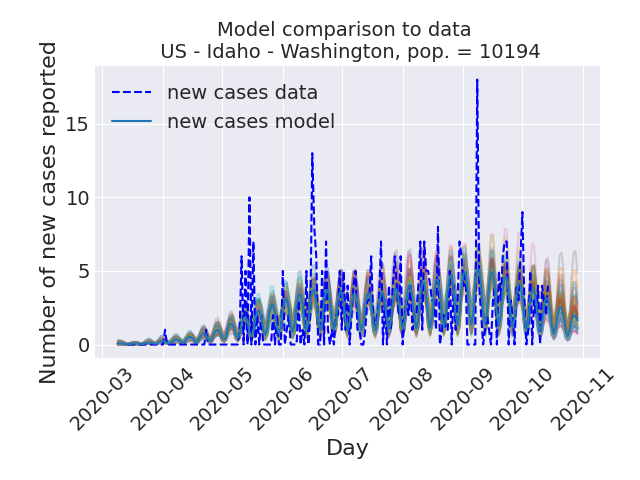 Model comparison to data
US - Idaho - Washington, pop. = 10194
new cases data
new cases model
Number of new cases reported
15
10
5
0
2020-03
2020-04
2020-05
2020-06
2020-07
2020-08
2020-09
2020-10
2020-11
Day